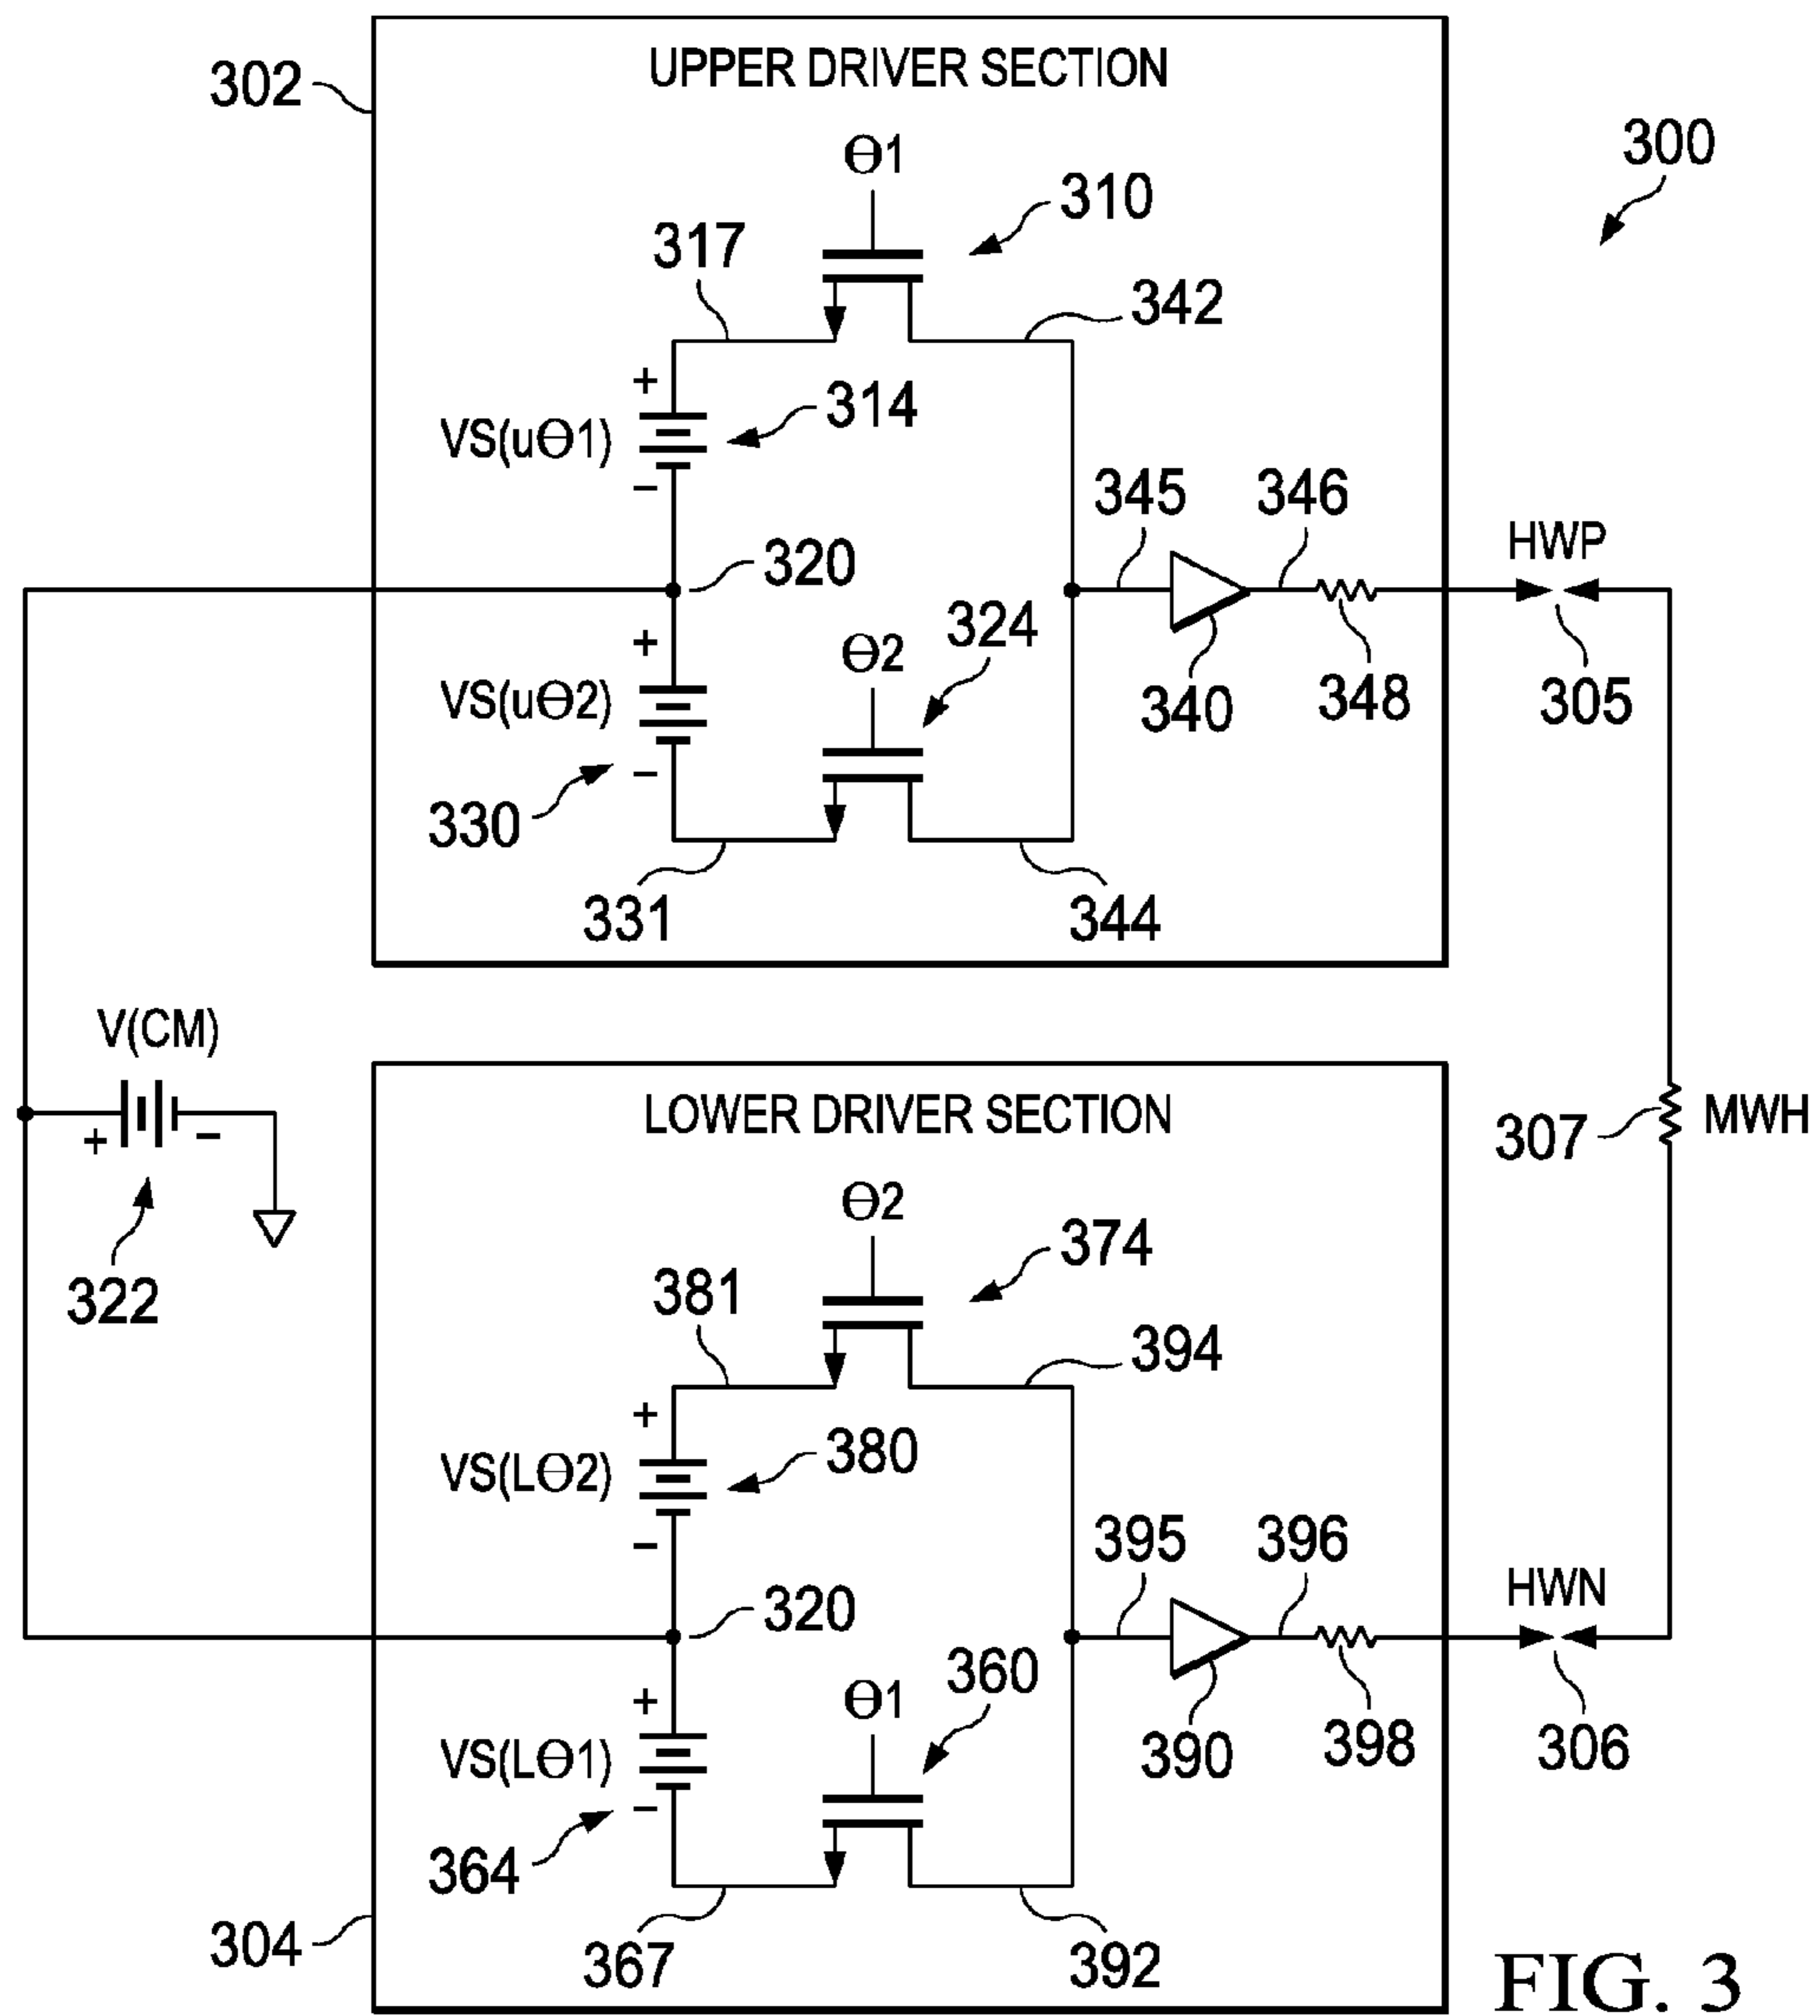 UPPER DRIVER SECTION
302
300
Θ1
310
317
342
+
314
VS(uΘ1)
−
345
346
HWP
320
+
324
Θ2
VS(uΘ2)
340
348
305
−
330
331
344
V(CM)
+
−
322
LOWER DRIVER SECTION
307
MWH
Θ2
374
381
394
+
380
VS(LΘ2)
−
395
396
HWN
320
+
360
Θ1
VS(LΘ1)
390
398
306
−
364
304
367
392
FIG. 3